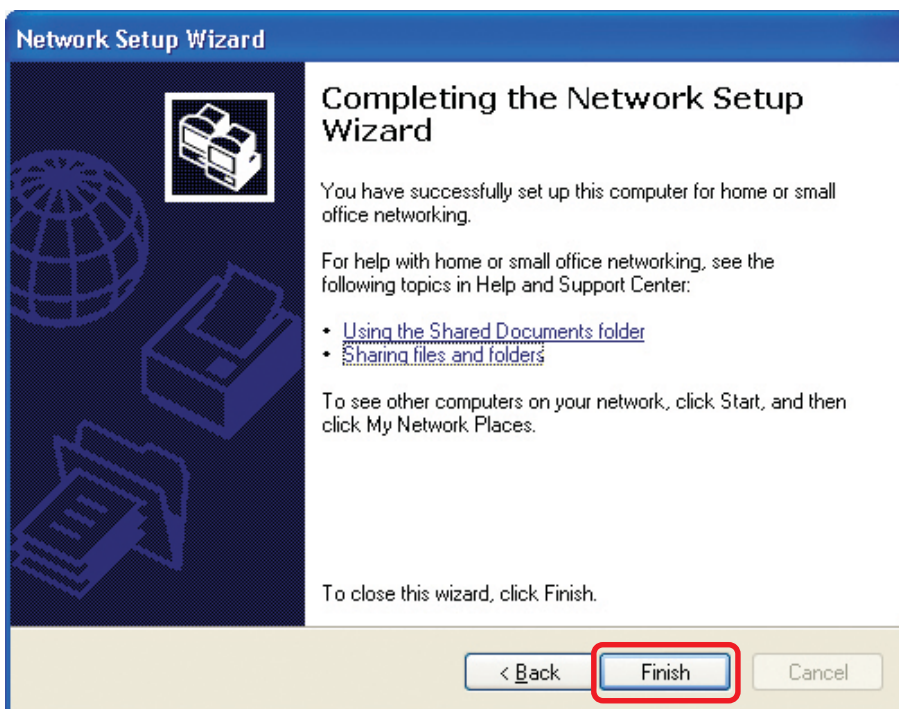 Network Setup Wizard
Completing the Network Setup
Wizard
You have successfully set up this computer for home or small
office networking.
For help with home or small office networking, see the
following topics in Help and Support Center:
• Using the Shared Documents folder
• Sharing files and folders
To see other computers on your network, click Start, and then
click My Network Places.
To close this wizard, click Finish.
< Back Finish Cancel